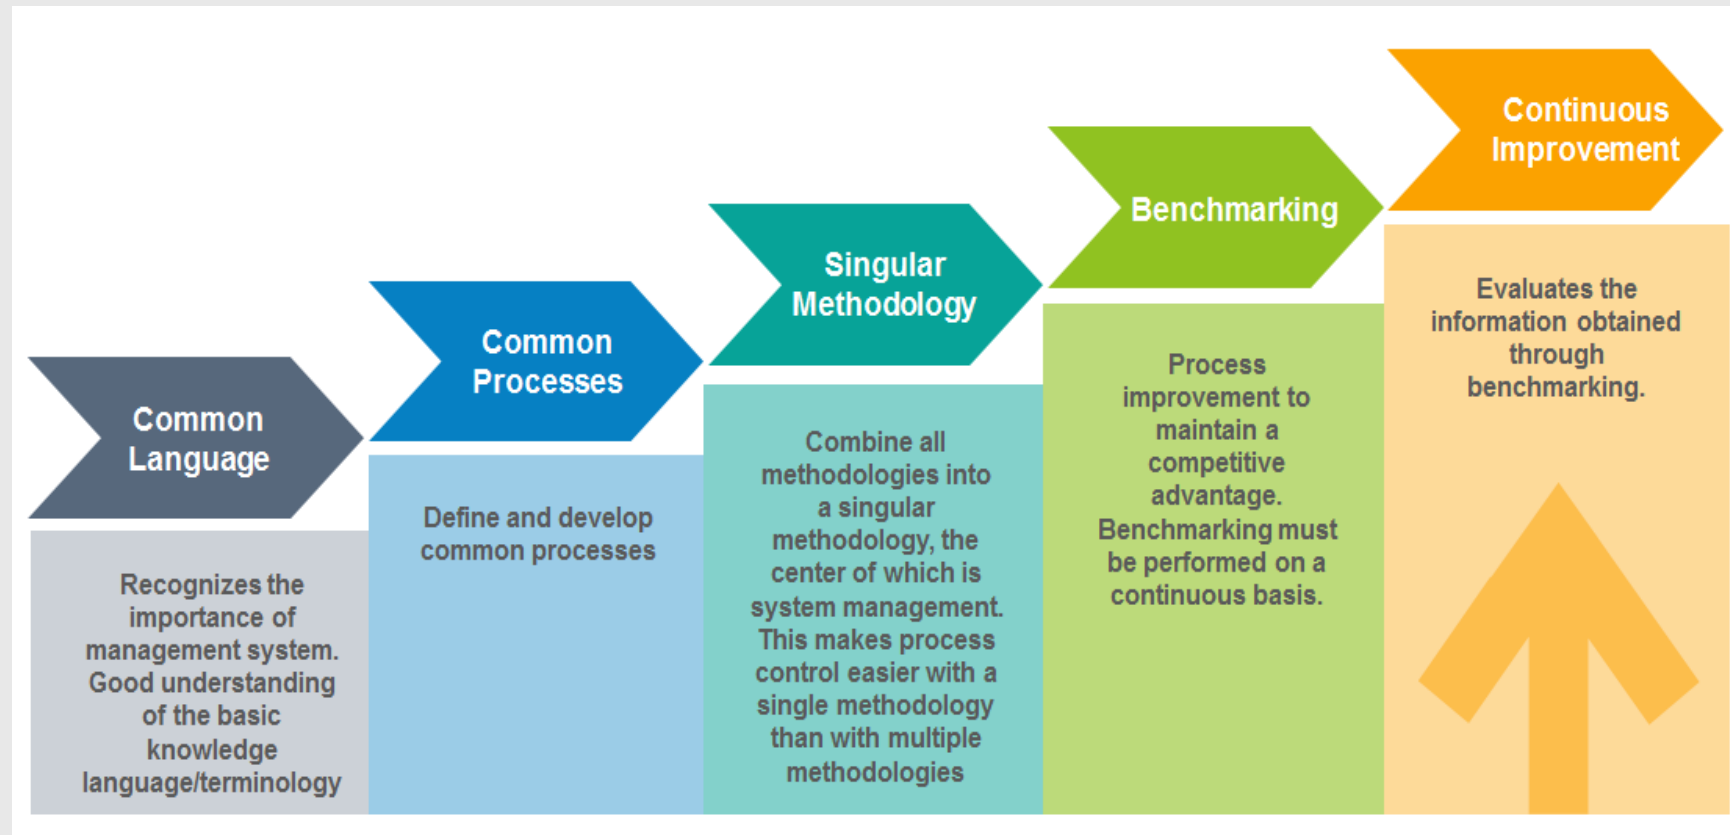 Common
Language
Recognizes the
importance of
management system.
Good understanding
of the basic
knowledge
language/terminology
Common
Processes
Define and develop
common processes
Singular
Methodology
Combine all
methodologies into
a singular
methodology, the
center of which is
system management.
This makes process
control easier with a
single methodology
than with multiple
methodologies
Benchmarking
Process
improvement to
maintain a
competitive
advantage.
Benchmarking must
be performed on a
continuous basis.
Continuous
Improvement
Evaluates the
information obtained
through
benchmarking.